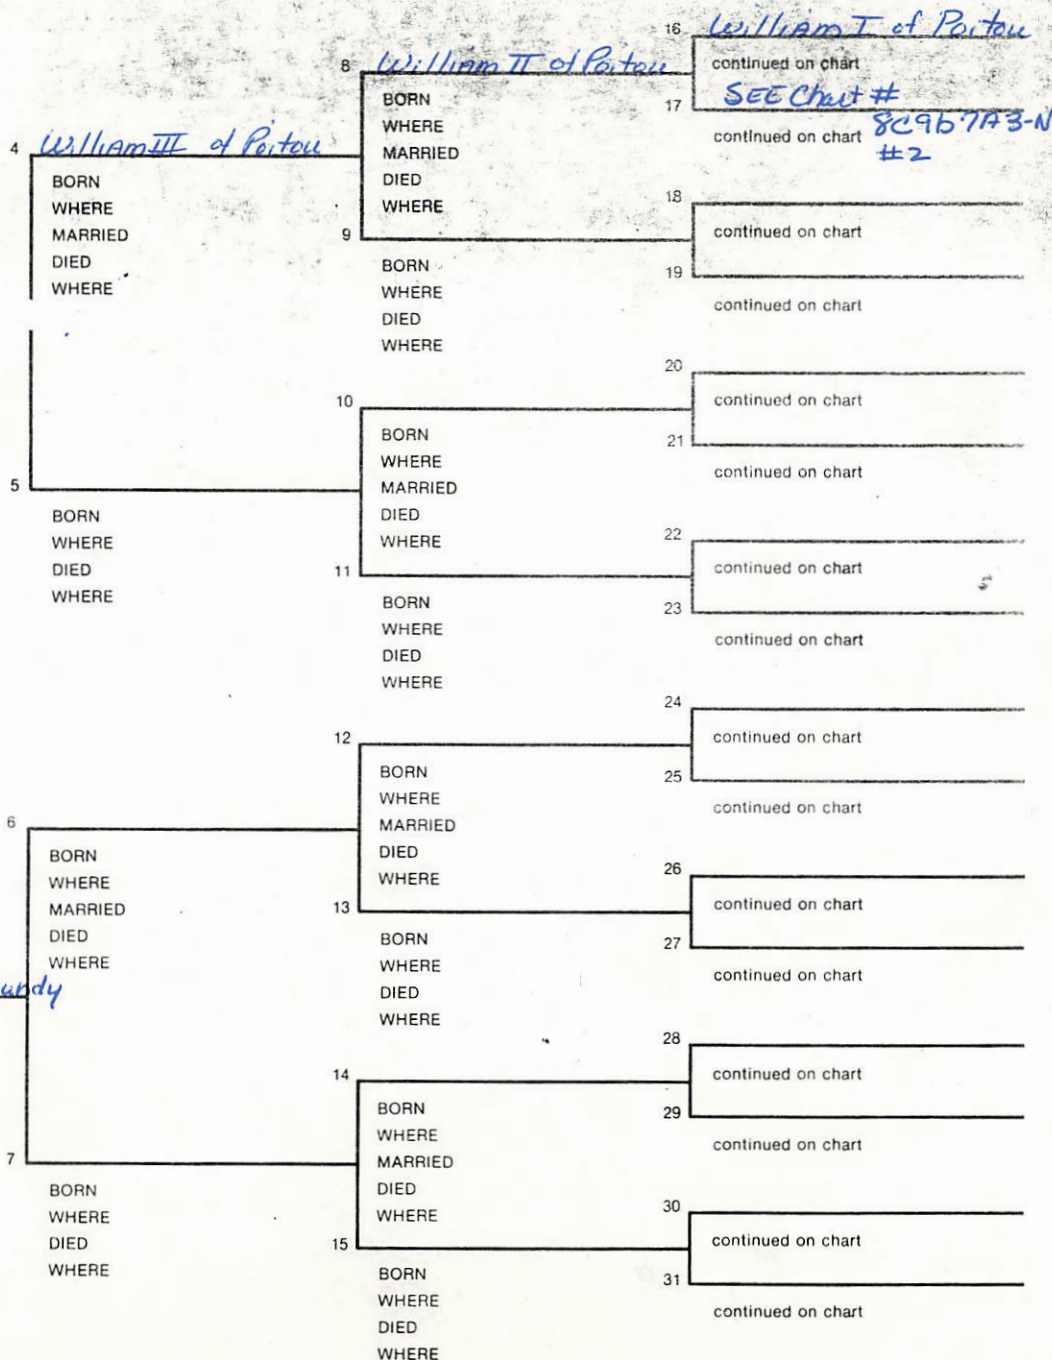 16 William I of Poitou
continued on chart
SEE Chart #
17
8C9b7A3-N
continued on chart
#2
8 William II of Poitou
BORN
WHERE
MARRIED
DIED
WHERE
4 William III of Poitou
BORN
WHERE
MARRIED
DIED
WHERE
18
continued on chart
19
continued on chart
9
BORN
WHERE
DIED
WHERE
20
continued on chart
21
continued on chart
10
BORN
WHERE
MARRIED
DIED
WHERE
5
BORN
WHERE
DIED
WHERE
22
continued on chart
23
continued on chart
11
BORN
WHERE
DIED
WHERE
24
continued on chart
25
continued on chart
12
BORN
WHERE
MARRIED
DIED
WHERE
6
BORN
WHERE
MARRIED
DIED
WHERE
26
continued on chart
27
continued on chart
13
BORN
WHERE
DIED
WHERE
undy
28
continued on chart
29
continued on chart
14
BORN
WHERE
MARRIED
DIED
WHERE
7
BORN
WHERE
DIED
WHERE
30
continued on chart
31
continued on chart
15
BORN
WHERE
DIED
WHERE